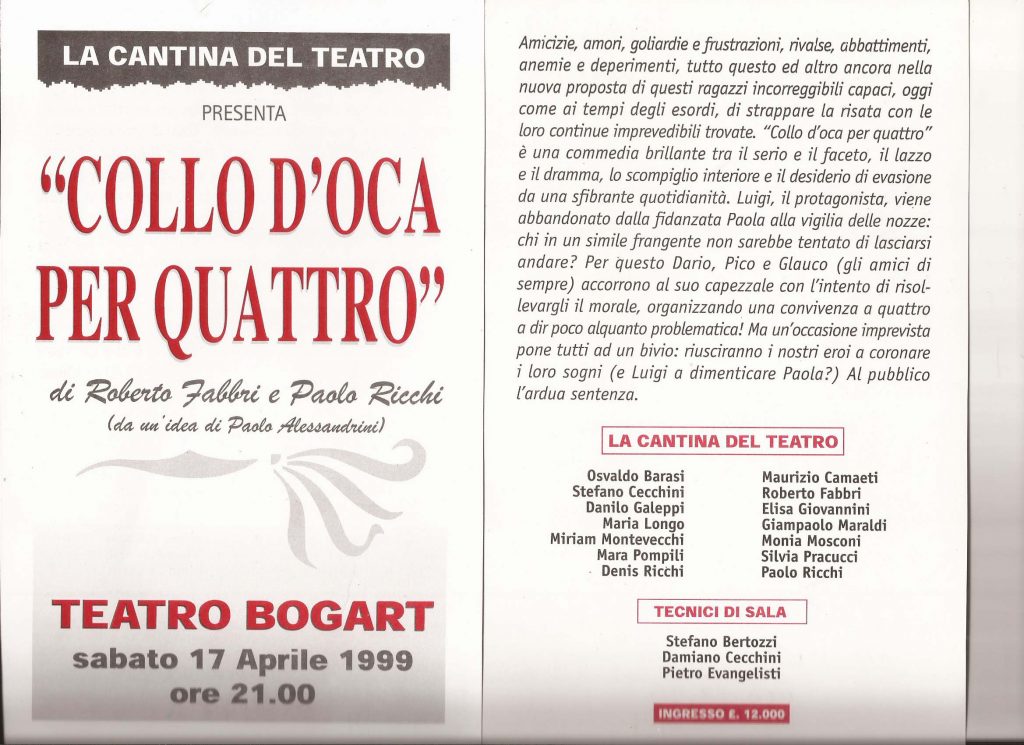 LA CANTINA DEL TEATRO
PRESENTA
“COLLO D’OCA
PER QUATTRO”
di Roberto Fabbri e Paolo Ricchi
(da un'idea di Paolo Alessandrini)
TEATRO BOGART
sabato 17 Aprile 1999
ore 21.00
Amicizie, amori, goliardie e frustrazioni, rivalse, abbattimenti,
anemie e deperimenti, tutto questo ed altro ancora nella
nuova proposta di questi ragazzi incorreggibili capaci, oggi
come ai tempi degli esordi, di strappare la risata con le
loro continue imprevedibili trovate. “Collo d’oca per quattro”
è una commedia brillante tra il serio e il faceto, il lazzo
e il dramma, lo scompiglio interiore e il desiderio di evasione
da una sfibrante quotidianità. Luigi, il protagonista, viene
abbandonato dalla fidanzata Paola alla vigilia delle nozze:
chi in un simile frangente non sarebbe tentato di lasciarsi
andare? Per questo Dario, Pico e Glauco (gli amici di
sempre) accorrono al suo capezzale con l’intento di risol-
levargli il morale, organizzando una convivenza a quattro
a dir poco alquanto problematica! Ma un’occasione imprevista
pone tutti ad un bivio: riusciranno i nostri eroi a coronare
i loro sogni (e Luigi a dimenticare Paola?) Al pubblico
l’ardua sentenza.
LA CANTINA DEL TEATRO
Osvaldo Barasi
Stefano Cecchini
Danilo Galeppi
Maria Longo
Miriam Montevecchi
Mara Pompili
Denis Ricchi
Maurizio Camaeti
Roberto Fabbri
Elisa Giovannini
Giampaolo Maraldi
Monia Mosconi
Silvia Pracucci
Paolo Ricchi
TECNICI DI SALA
Stefano Bertozzi
Damiano Cecchini
Pietro Evangelisti
INGRESSO £. 12.000